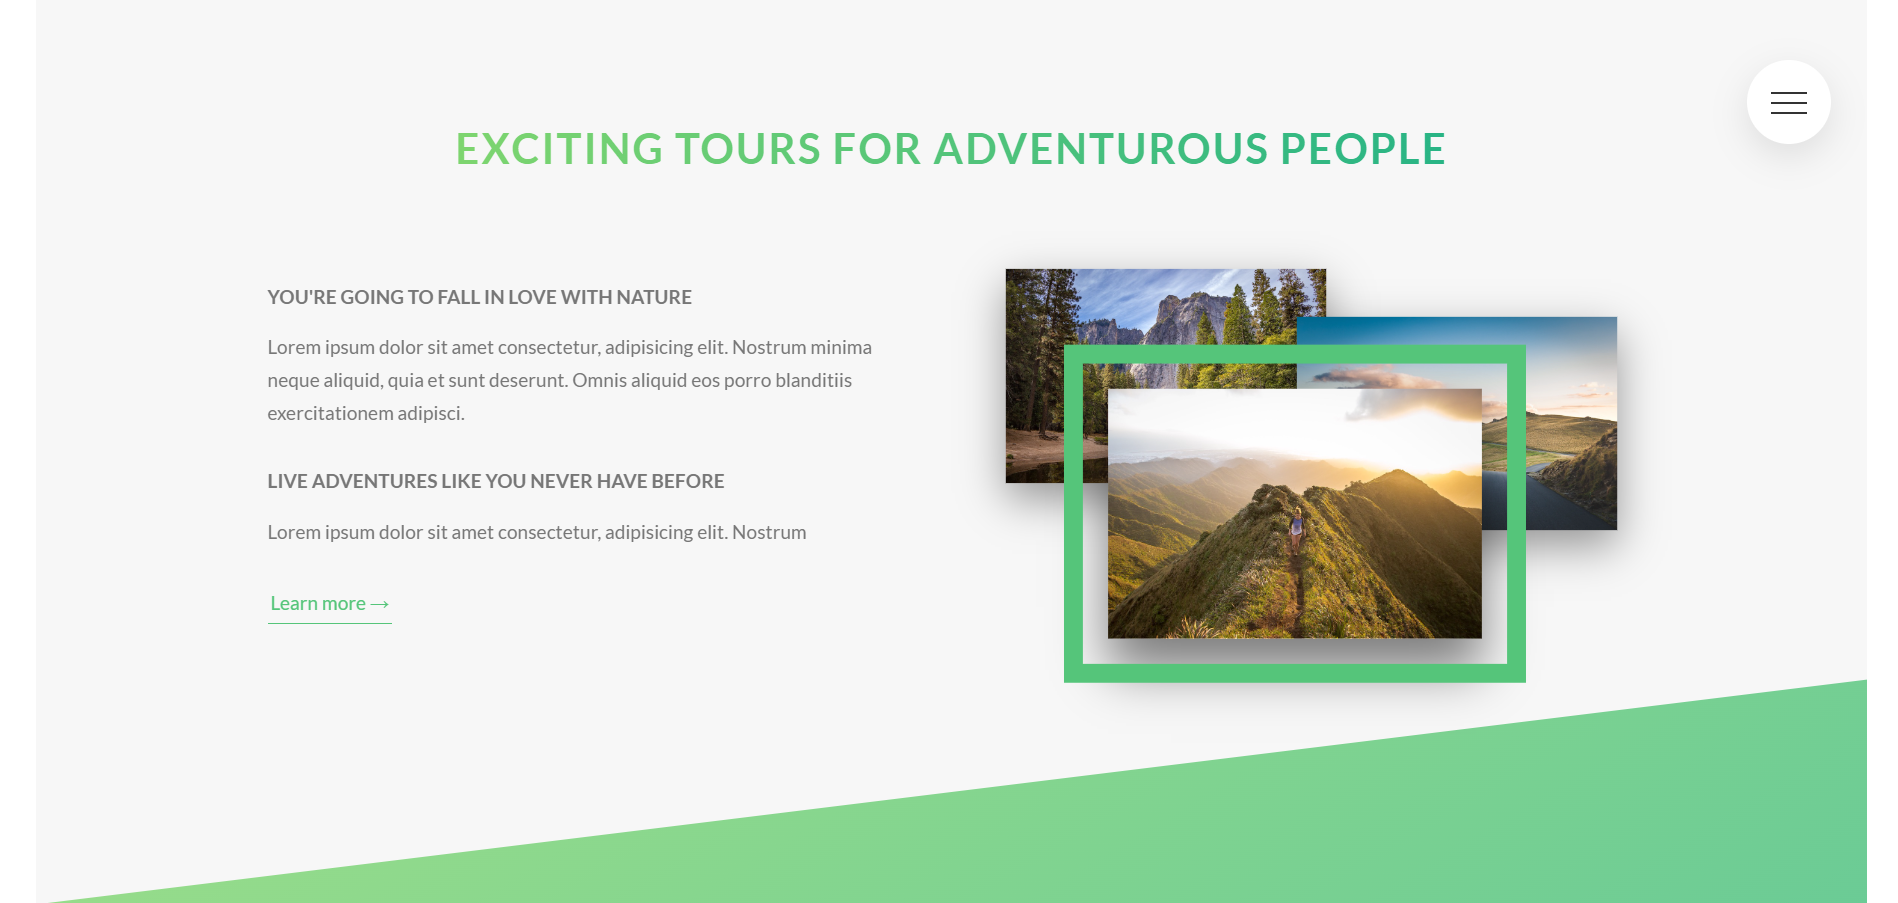 EXCITING TOURS FOR ADVENTUROUS PEOPLE
YOU'RE GOING TO FALL IN LOVE WITH NATURE
Lorem ipsum dolor sit amet consectetur, adipisicing elit. Nostrum minima
neque aliquid, quia et sunt deserunt. Omnis aliquid eos porro blanditiis
exercitationem adipisci.
LIVE ADVENTURES LIKE YOU NEVER HAVE BEFORE
Lorem ipsum dolor sit amet consectetur, adipisicing elit. Nostrum
Learn more →